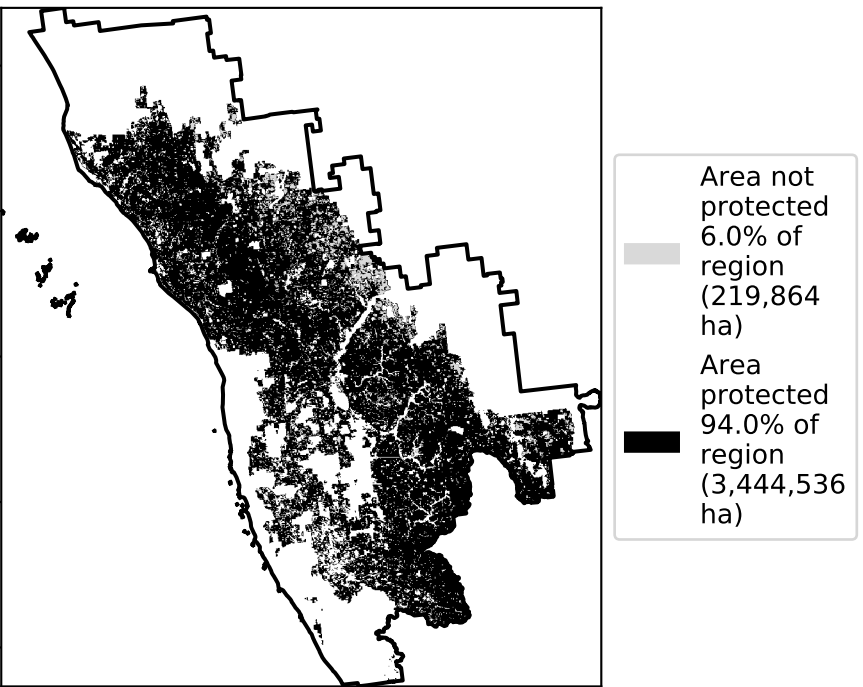 Area not
protected
6.0% of
region
(219,864
ha)
Area
protected
94.0% of
region
(3,444,536
ha)